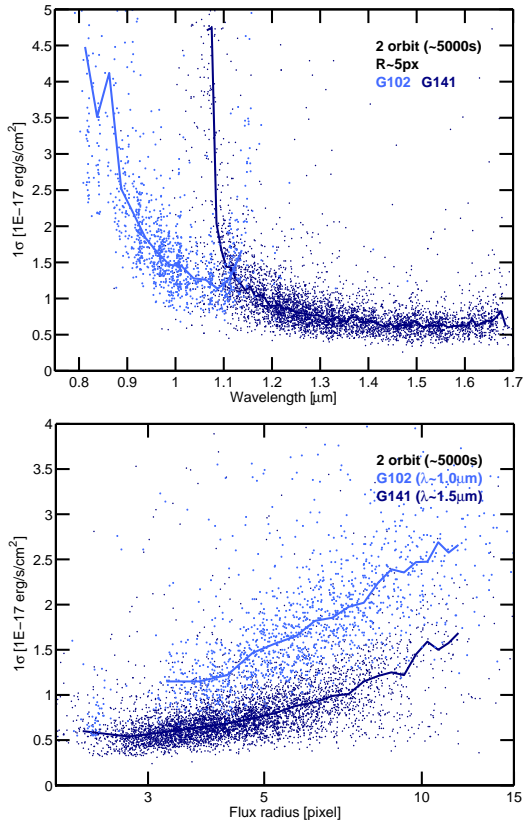 5
4.5
4
3.5
3
2.5
2
1.5
1
0.5
0
1σ [1E−17 erg/s/cm²]
2 orbit (~5000s)
R~5px
G102 G141
0.8 0.9 1 1.1 1.2 1.3 1.4 1.5 1.6 1.7
Wavelength [μm]
4
3.5
3
2.5
2
1.5
1
0.5
0
1σ [1E−17 erg/s/cm²]
2 orbit (~5000s)
G102 (λ~1.0μm)
G141 (λ~1.5μm)
3 5 10 15
Flux radius [pixel]